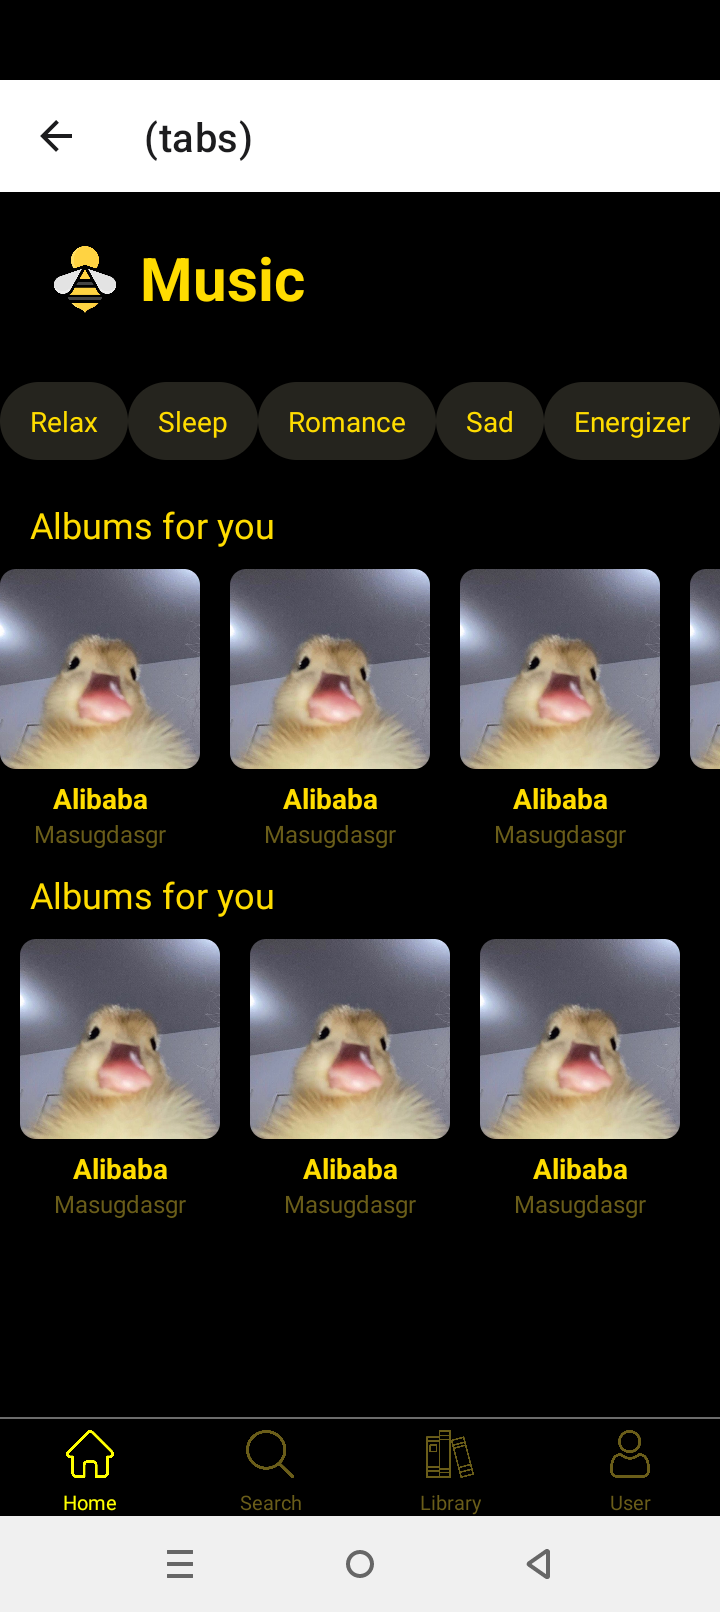 (tabs)
Music
Relax Sleep Romance Sad Energizer
Albums for you
Alibaba Alibaba Alibaba
Masugdasgr Masugdasgr Masugdasgr
Albums for you
Alibaba Alibaba Alibaba
Masugdasgr Masugdasgr Masugdasgr
Home Search Library User